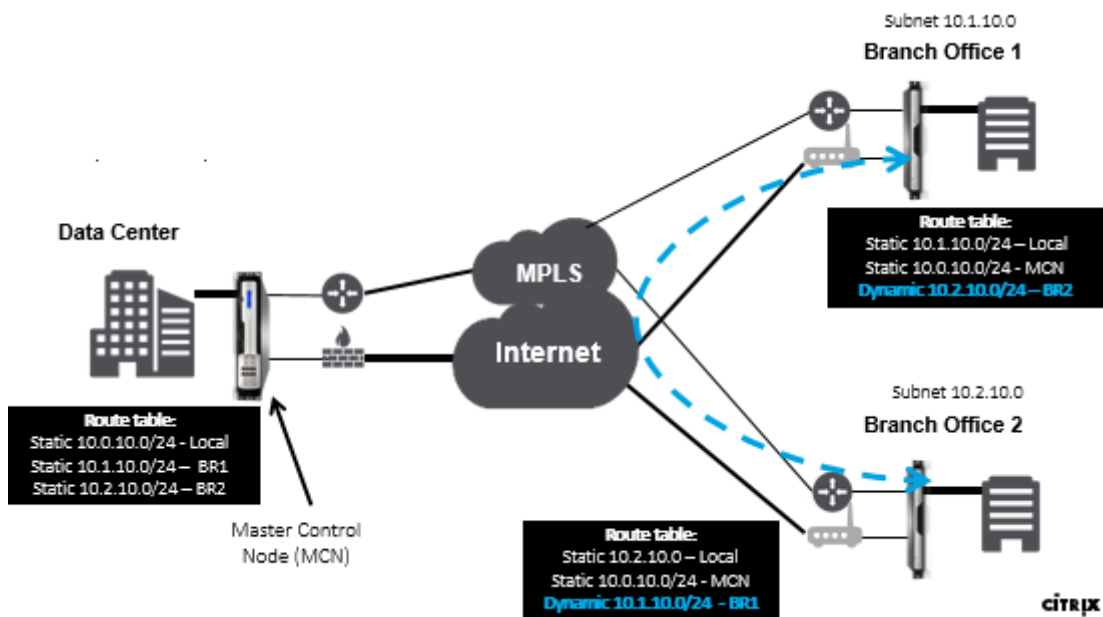 Subnet 10.1.10.0
Branch Office 1
Route table:
Static 10.1.10.0/24 – Local
Static 10.0.10.0/24 - MCN
Dynamic 10.2.10.0/24 – BR2
Data Center
MPLS
Internet
Route table:
Static 10.0.10.0/24 - Local
Static 10.1.10.0/24 – BR1
Static 10.2.10.0/24 – BR2
Master Control
Node (MCN)
Subnet 10.2.10.0
Branch Office 2
Route table:
Static 10.2.10.0 – Local
Static 10.0.10.0/24 - MCN
Dynamic 10.1.10.0/24 - BR1
CİTRIX